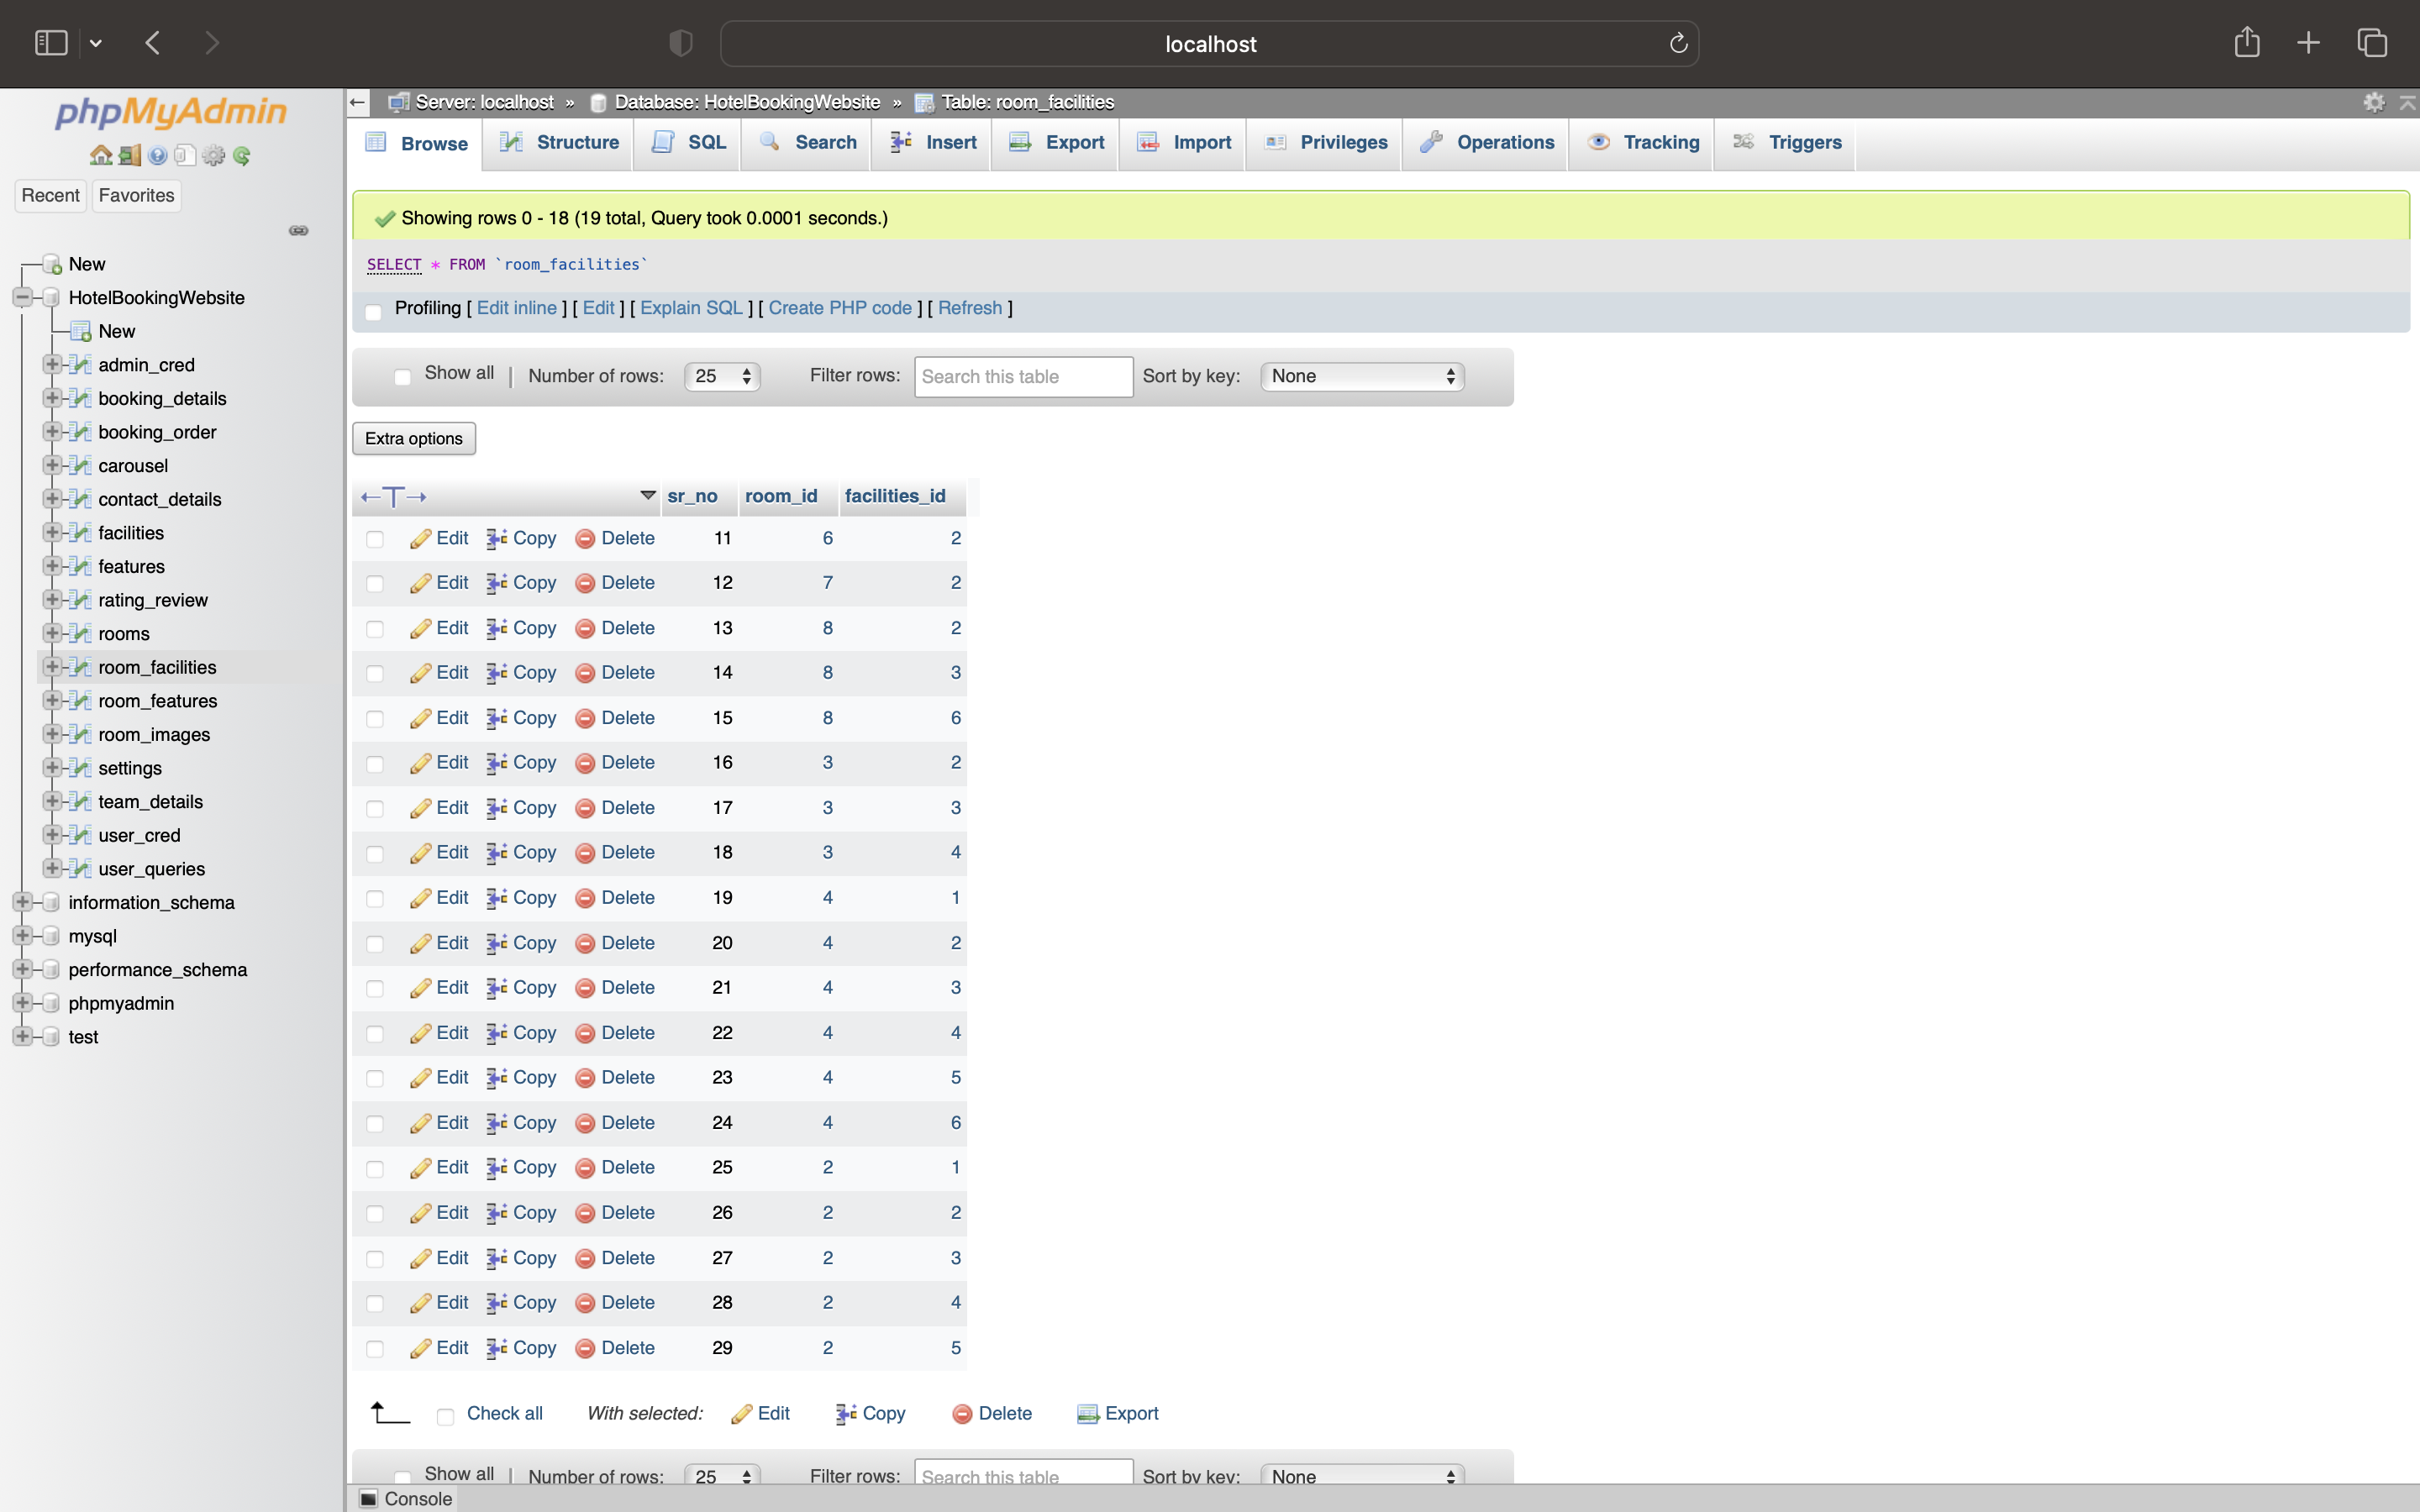 localhost
phpMyAdmin
Recent Favorites
New
HotelBookingWebsite
New
admin_cred
booking_details
booking_order
carousel
contact_details
facilities
features
rating_review
rooms
room_facilities
room_features
room_images
settings
team_details
user_cred
user_queries
information_schema
mysql
performance_schema
phpmyadmin
test
Server: localhost » Database: HotelBookingWebsite » Table: room_facilities
Browse Structure SQL Search Insert Export Import Privileges Operations Tracking Triggers
Showing rows 0 - 18 (19 total, Query took 0.0001 seconds.)
SELECT * FROM `room_facilities`
Profiling [ Edit inline ] [ Edit ] [ Explain SQL ] [ Create PHP code ] [ Refresh ]
Show all | Number of rows: 25 Filter rows: Search this table Sort by key: None
Extra options
←T→ sr_no room_id facilities_id
Edit Copy Delete 11 6 2
Edit Copy Delete 12 7 2
Edit Copy Delete 13 8 2
Edit Copy Delete 14 8 3
Edit Copy Delete 15 8 6
Edit Copy Delete 16 3 2
Edit Copy Delete 17 3 3
Edit Copy Delete 18 3 4
Edit Copy Delete 19 4 1
Edit Copy Delete 20 4 2
Edit Copy Delete 21 4 3
Edit Copy Delete 22 4 4
Edit Copy Delete 23 4 5
Edit Copy Delete 24 4 6
Edit Copy Delete 25 2 1
Edit Copy Delete 26 2 2
Edit Copy Delete 27 2 3
Edit Copy Delete 28 2 4
Edit Copy Delete 29 2 5
Check all With selected: Edit Copy Delete Export
Show all | Number of rows: 25 Filter rows: Search this table Sort by key: None
Console